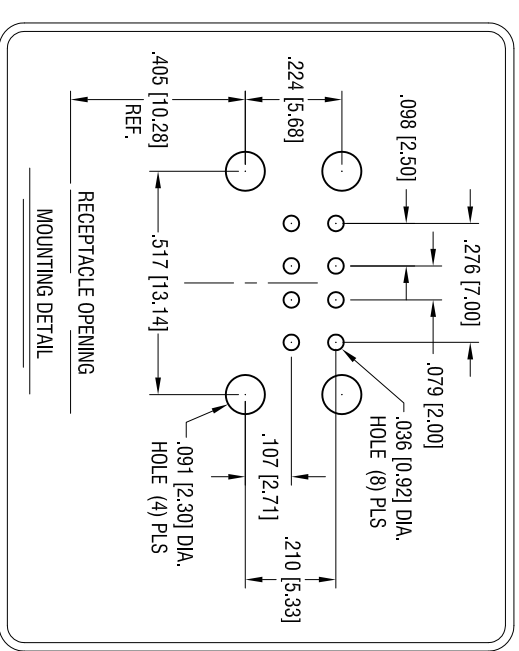 .276 [7.00]
.098 [2.50]
.079 [2.00]
.224 [5.68]
.036 [0.92] DIA.
HOLE (8) PLS
.405 [10.28]
REF.
.517 [13.14]
.107 [2.71]
.210 [5.33]
.091 [2.30] DIA.
HOLE (4) PLS
RECEPTACLE OPENING
MOUNTING DETAIL